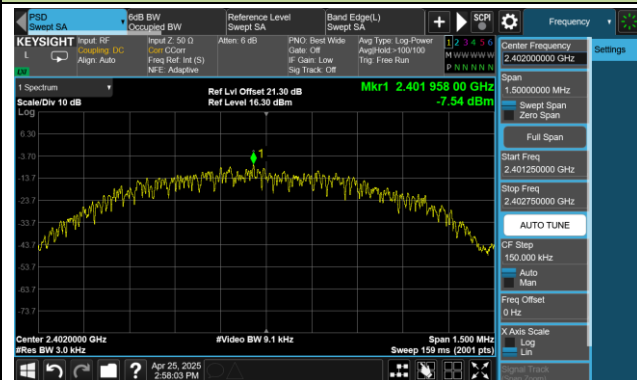 PSD
Swept SA
6dB BW
Occupied BW
Reference Level
Swept SA
Band Edge(L)
Swept SA
SCPI
Frequency
KEYSIGHT
L
Input: RF
Coupling: DC
Align: Auto
Input Z: 50 Ω
Corr CCorr
Freq Ref: Int (S)
NFE: Adaptive
Atten: 6 dB
PNO: Best Wide
Gate: Off
IF Gain: Low
Sig Track: Off
Avg Type: Log-Power
Avg|Hold:>100/100
Trig: Free Run
1 2 3 4 5 6
M W W W W W
P N N N N N
1 Spectrum
Scale/Div 10 dB
Log
Ref Lvl Offset 21.30 dB
Ref Level 16.30 dBm
Mkr1 2.401 958 00 GHz
-7.54 dBm
6.30
-3.70
-13.7
-23.7
-33.7
-43.7
-53.7
-63.7
-73.7
1
Center 2.4020 GHz
#Res BW 3.0 kHz
#Video BW 9.1 kHz
Span 1.500 MHz
Sweep 159 ms (2001 pts)
Apr 25, 2025
2:58:03 PM
Center Frequency
2.402000000 GHz
Settings
Span
1.50000000 MHz
Swept Span
Zero Span
Full Span
Start Freq
2.401250000 GHz
Stop Freq
2.402750000 GHz
AUTO TUNE
CF Step
150.000 kHz
Auto
Man
Freq Offset
0 Hz
X Axis Scale
Log
Lin
Signal Track